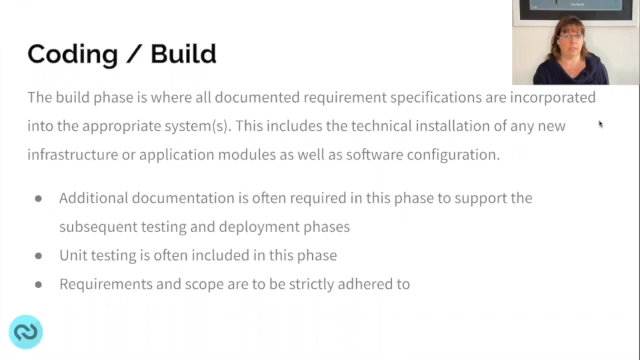 Coding / Build
The build phase is where all documented requirement specifications are incorporated
into the appropriate system(s). This includes the technical installation of any new
infrastructure or application modules as well as software configuration.
● Additional documentation is often required in this phase to support the
subsequent testing and deployment phases
● Unit testing is often included in this phase
● Requirements and scope are to be strictly adhered to